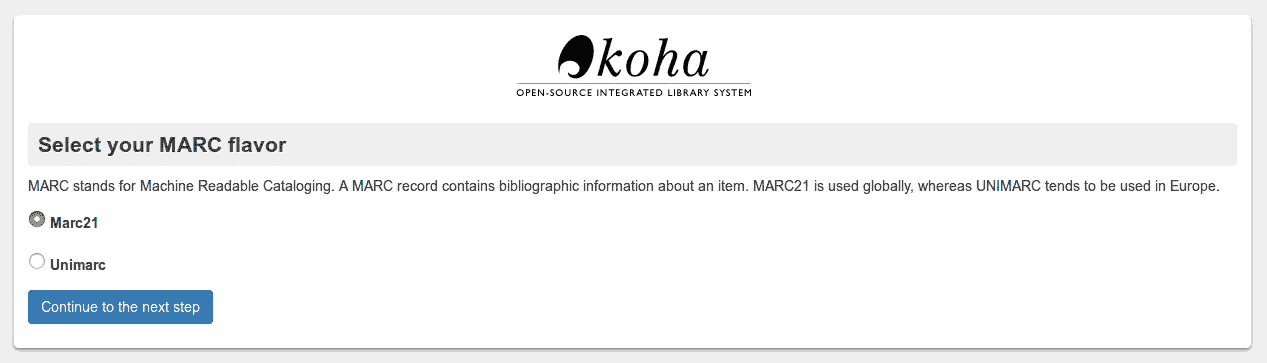 koha
OPEN-SOURCE INTEGRATED LIBRARY SYSTEM
Select your MARC flavor
MARC stands for Machine Readable Cataloging. A MARC record contains bibliographic information about an item. MARC21 is used globally, whereas UNIMARC tends to be used in Europe.
Marc21
Unimarc
Continue to the next step